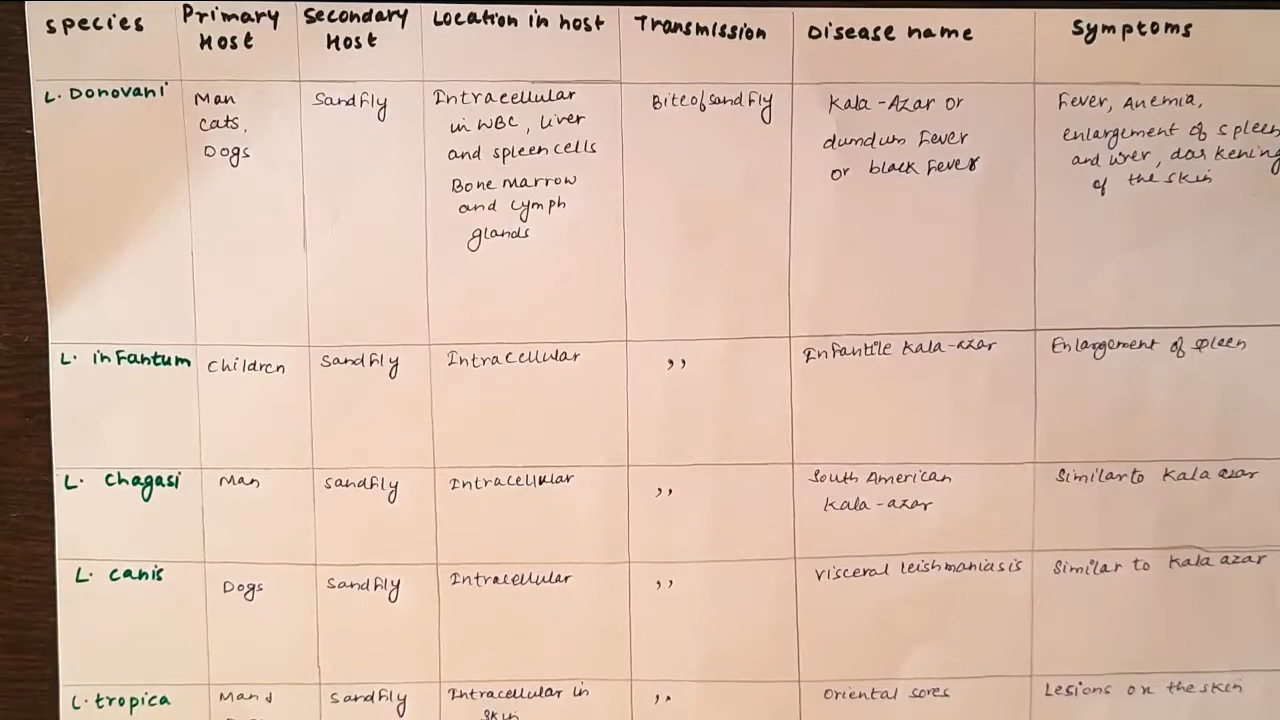 Species
Primary
Host
Secondary
Host
Location in host
Transmission
Disease name
Symptoms
L. Donovani
Man
cats,
Dogs
Sandfly
Intracellular
in WBC, liver
and spleen cells
Bone Marrow
and lymph
glands
Bite of sand fly
Kala-Azar or
dumdum Fever
or black Fever
Fever, Anemia,
enlargement of spleen
and liver, darkening
of the skin
L. infantum
children
Sandfly
Intracellular
,,
Infantile Kala-azar
Enlargement of spleen
L. chagasi
Man
Sandfly
Intracellular
,,
South American
Kala-azar
Similar to Kala azar
L. canis
Dogs
Sandfly
Intracellular
,,
visceral leishmaniasis
Similar to Kala azar
L. tropica
Man
Sandfly
Intracellular in
skin
,,
oriental sores
Lesions on the skin